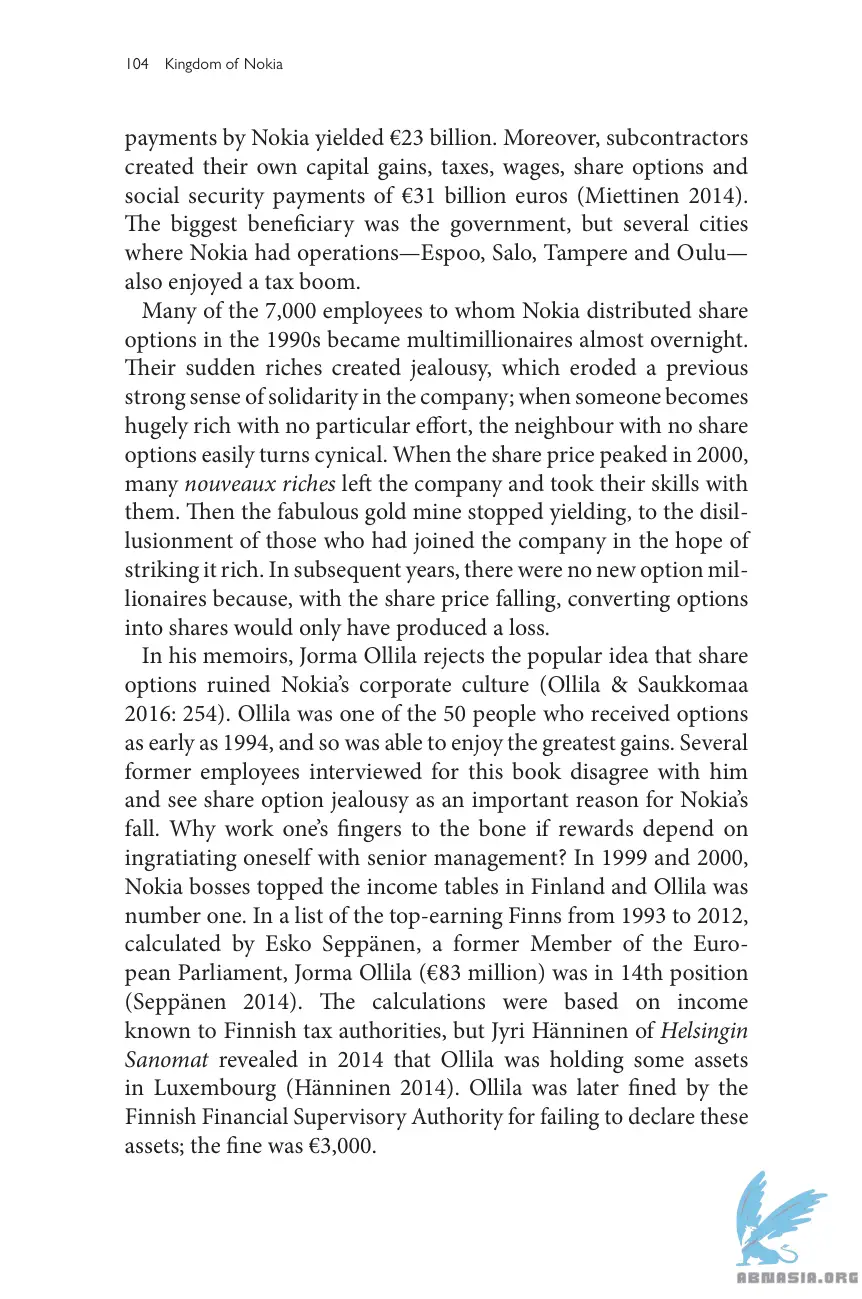 104 Kingdom of Nokia
payments by Nokia yielded €23 billion. Moreover, subcontractors
created their own capital gains, taxes, wages, share options and
social security payments of €31 billion euros (Miettinen 2014).
The biggest beneficiary was the government, but several cities
where Nokia had operations—Espoo, Salo, Tampere and Oulu—
also enjoyed a tax boom.
Many of the 7,000 employees to whom Nokia distributed share
options in the 1990s became multimillionaires almost overnight.
Their sudden riches created jealousy, which eroded a previous
strong sense of solidarity in the company; when someone becomes
hugely rich with no particular effort, the neighbour with no share
options easily turns cynical. When the share price peaked in 2000,
many nouveaux riches left the company and took their skills with
them. Then the fabulous gold mine stopped yielding, to the disil-
lusionment of those who had joined the company in the hope of
striking it rich. In subsequent years, there were no new option mil-
lionaires because, with the share price falling, converting options
into shares would only have produced a loss.
In his memoirs, Jorma Ollila rejects the popular idea that share
options ruined Nokia’s corporate culture (Ollila & Saukkomaa
2016: 254). Ollila was one of the 50 people who received options
as early as 1994, and so was able to enjoy the greatest gains. Several
former employees interviewed for this book disagree with him
and see share option jealousy as an important reason for Nokia’s
fall. Why work one’s fingers to the bone if rewards depend on
ingratiating oneself with senior management? In 1999 and 2000,
Nokia bosses topped the income tables in Finland and Ollila was
number one. In a list of the top-earning Finns from 1993 to 2012,
calculated by Esko Seppänen, a former Member of the Euro-
pean Parliament, Jorma Ollila (€83 million) was in 14th position
(Seppänen 2014). The calculations were based on income
known to Finnish tax authorities, but Jyri Hänninen of Helsingin
Sanomat revealed in 2014 that Ollila was holding some assets
in Luxembourg (Hänninen 2014). Ollila was later fined by the
Finnish Financial Supervisory Authority for failing to declare these
assets; the fine was €3,000.
ABNASIA.ORG